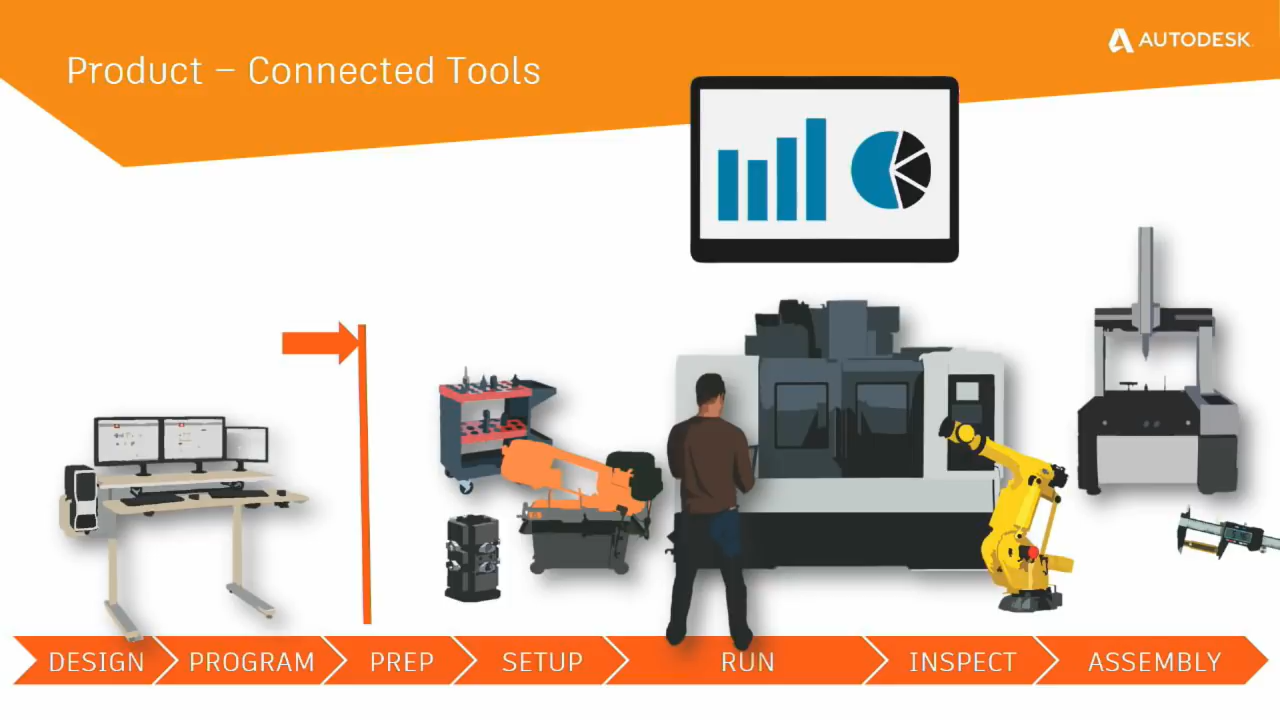 Product – Connected Tools
AUTODESK
DESIGN
PROGRAM
PREP
SETUP
RUN
INSPECT
ASSEMBLY